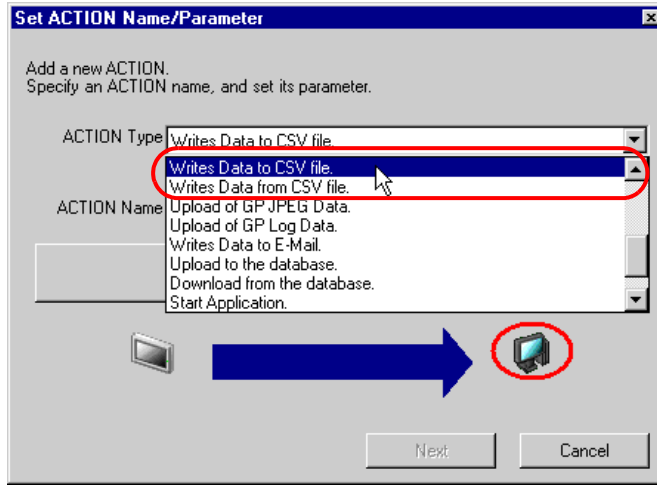 Set ACTION Name/Parameter
Add a new ACTION.
Specify an ACTION name, and set its parameter.
ACTION Type
Writes Data to CSV file.
Writes Data to CSV file.
Writes Data from CSV file.
ACTION Name
Upload of GP JPEG Data.
Upload of GP Log Data.
Writes Data to E-Mail.
Upload to the database.
Download from the database.
Start Application.
Next
Cancel